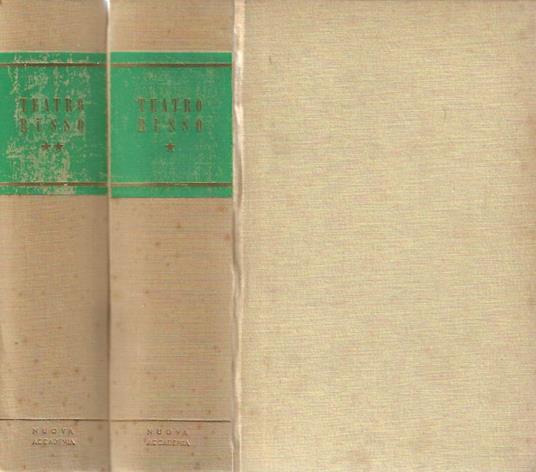 TEATRO
RUSSO
★★
NUOVA
ACCADEMIA
TEATRO
RUSSO
★
NUOVA
ACCADEMIA